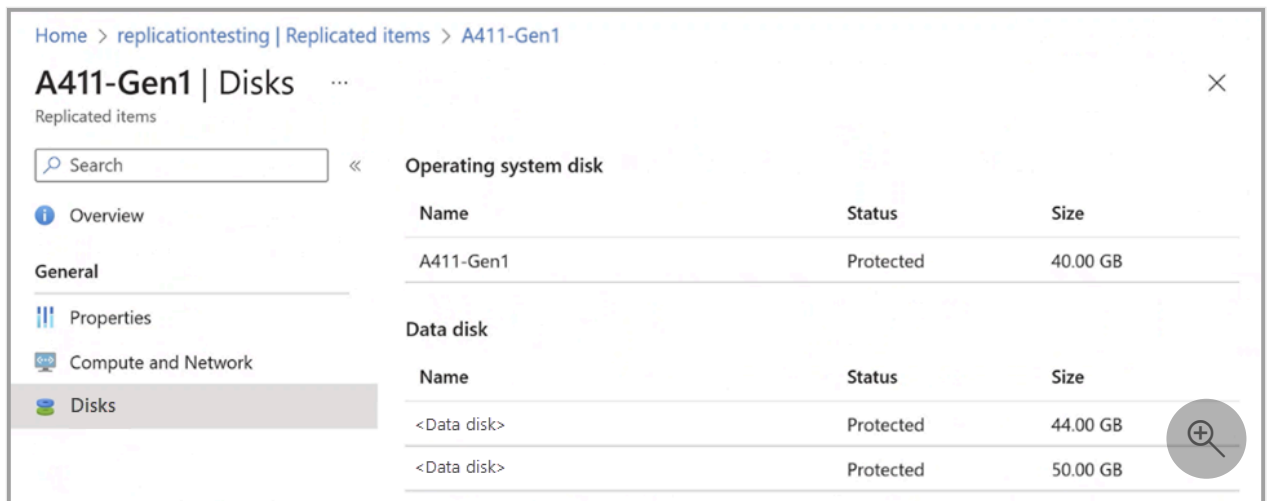 Home > replicationtesting | Replicated items > A411-Gen1
A411-Gen1 | Disks ...
Replicated items
Search
Overview
General
Properties
Compute and Network
Disks
Operating system disk
Name Status Size
A411-Gen1 Protected 40.00 GB
Data disk
Name Status Size
<Data disk> Protected 44.00 GB
<Data disk> Protected 50.00 GB